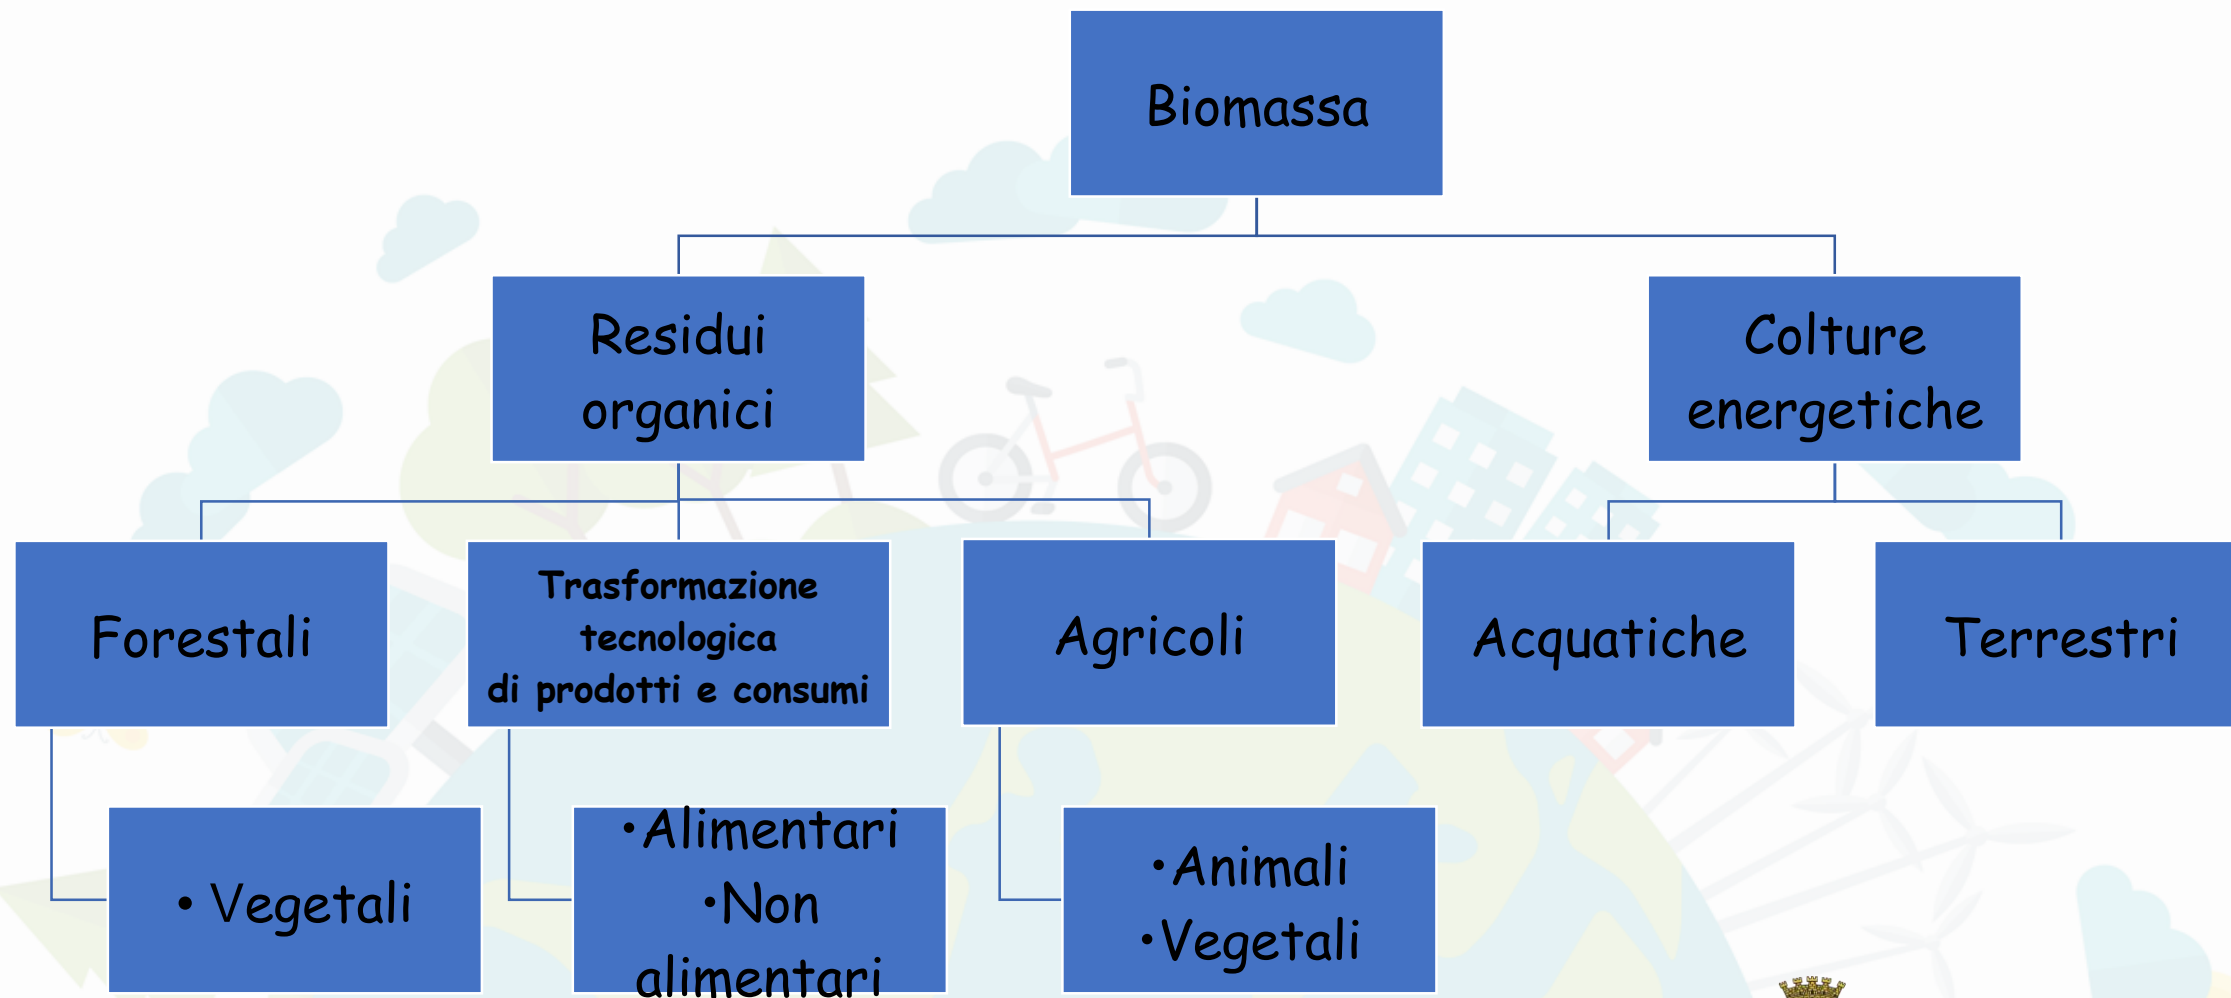 Biomassa
Residui
organici
Colture
energetiche
Forestali
Trasformazione
tecnologica
di prodotti e consumi
Agricoli
Acquatiche
Terrestri
• Vegetali
•Alimentari
•Non
alimentari
•Animali
•Vegetali